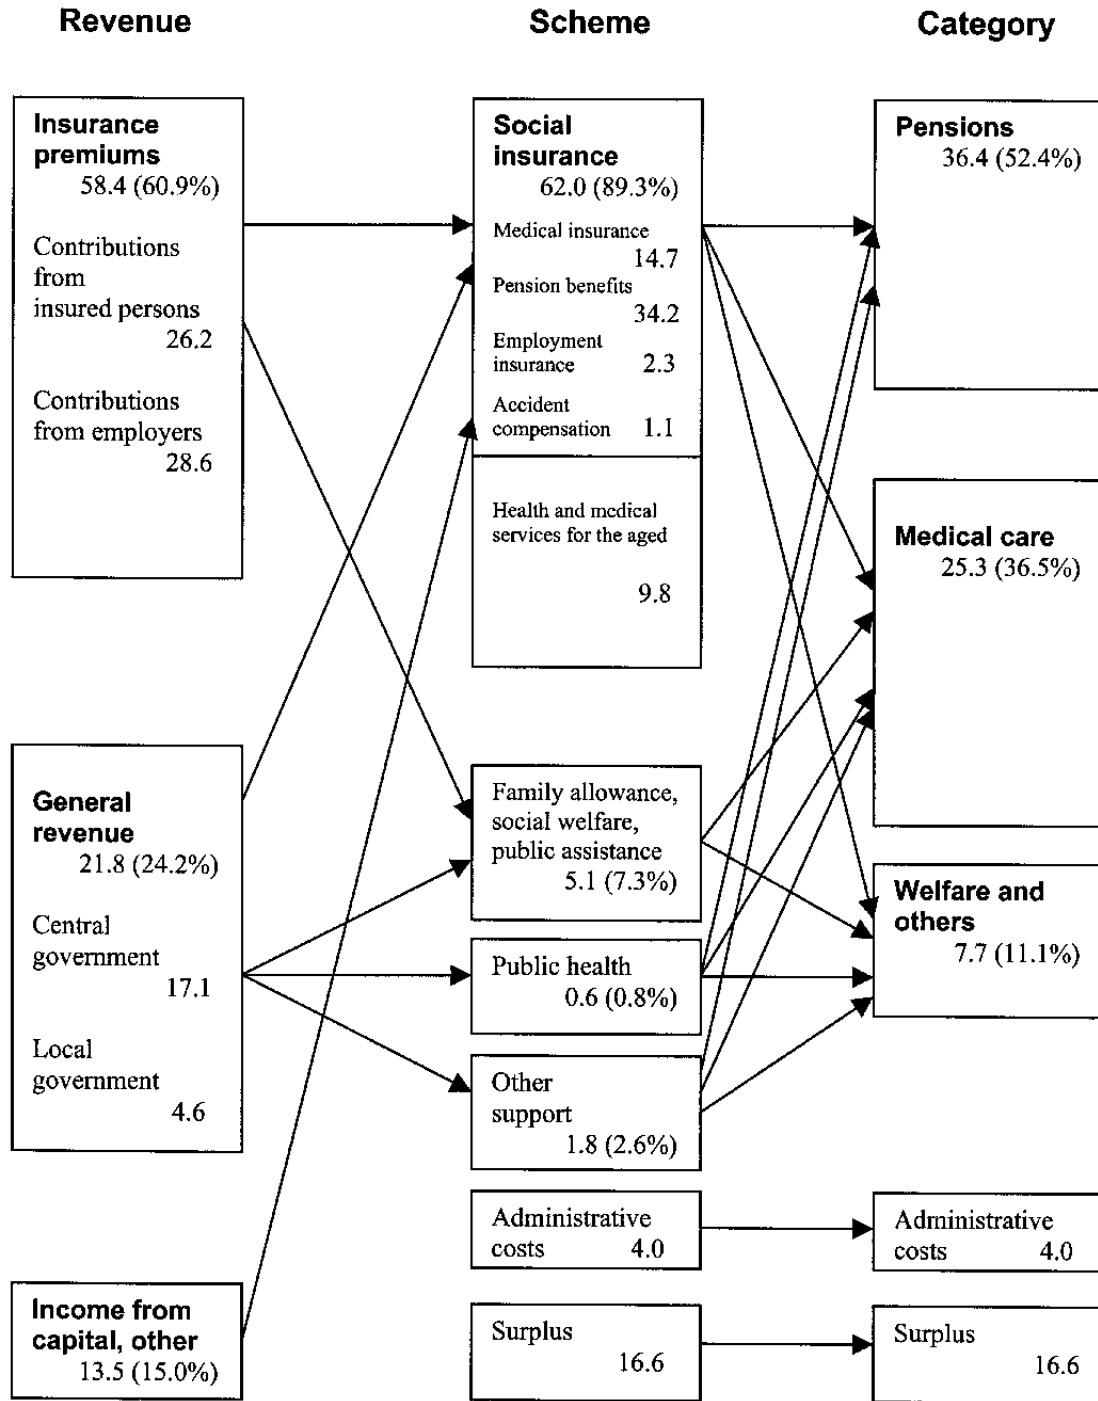 Revenue
Scheme
Category
Insurance
premiums
58.4 (60.9%)
Contributions
from
insured persons
26.2
Contributions
from employers
28.6
General
revenue
21.8 (24.2%)
Central
government
17.1
Local
government
4.6
Income from
capital, other
13.5 (15.0%)
Social
insurance
62.0 (89.3%)
Medical insurance
14.7
Pension benefits
34.2
Employment
insurance 2.3
Accident
compensation 1.1
Health and medical
services for the aged
9.8
Family allowance,
social welfare,
public assistance
5.1 (7.3%)
Public health
0.6 (0.8%)
Other
support
1.8 (2.6%)
Administrative
costs 4.0
Surplus
16.6
Pensions
36.4 (52.4%)
Medical care
25.3 (36.5%)
Welfare and
others
7.7 (11.1%)
Administrative
costs 4.0
Surplus
16.6